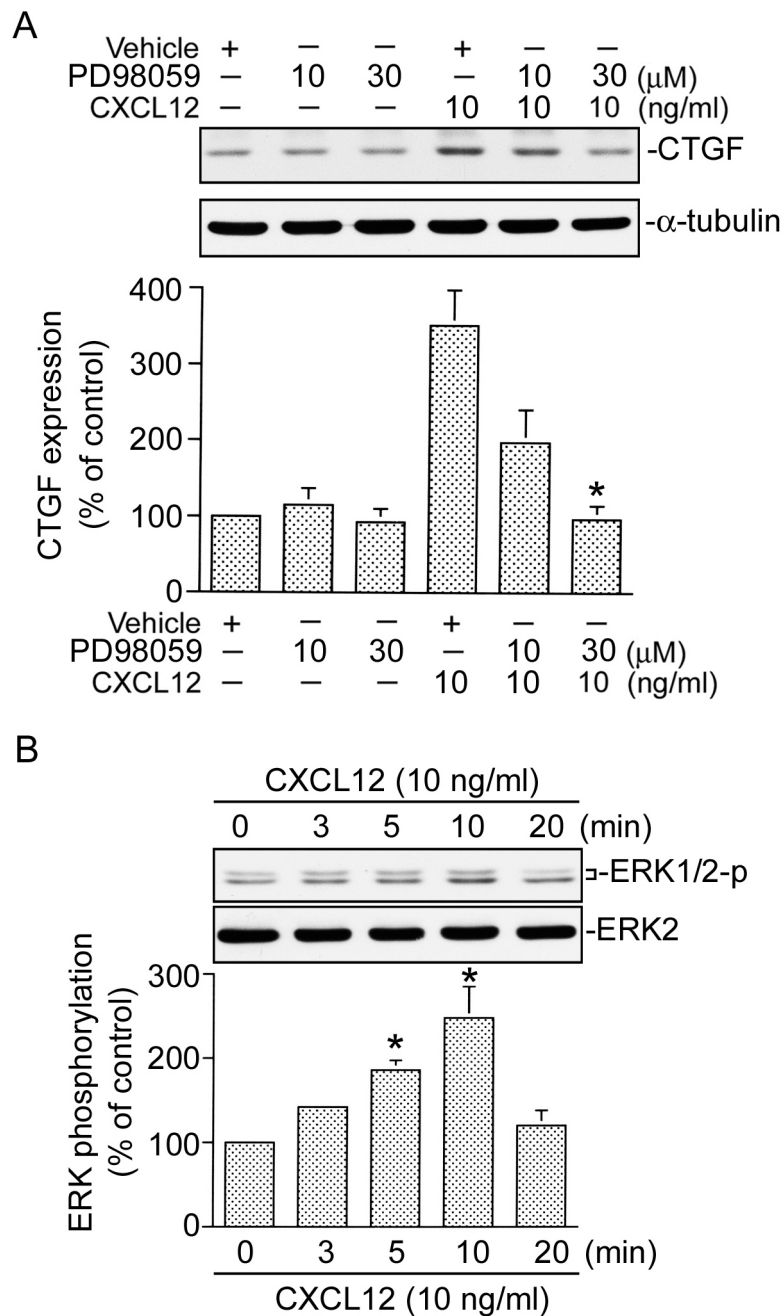 A
Vehicle + – – + – –
PD98059 – 10 30 – 10 30 (μM)
CXCL12 – – – 10 10 10 (ng/ml)
-CTGF
-α-tubulin
CTGF expression
(% of control)
400
300
200
100
0
*
Vehicle + – – + – –
PD98059 – 10 30 – 10 30 (μM)
CXCL12 – – – 10 10 10 (ng/ml)
B
CXCL12 (10 ng/ml)
0 3 5 10 20 (min)
-ERK1/2-p
-ERK2
ERK phosphorylation
(% of control)
300
200
100
0
* *
0 3 5 10 20 (min)
CXCL12 (10 ng/ml)